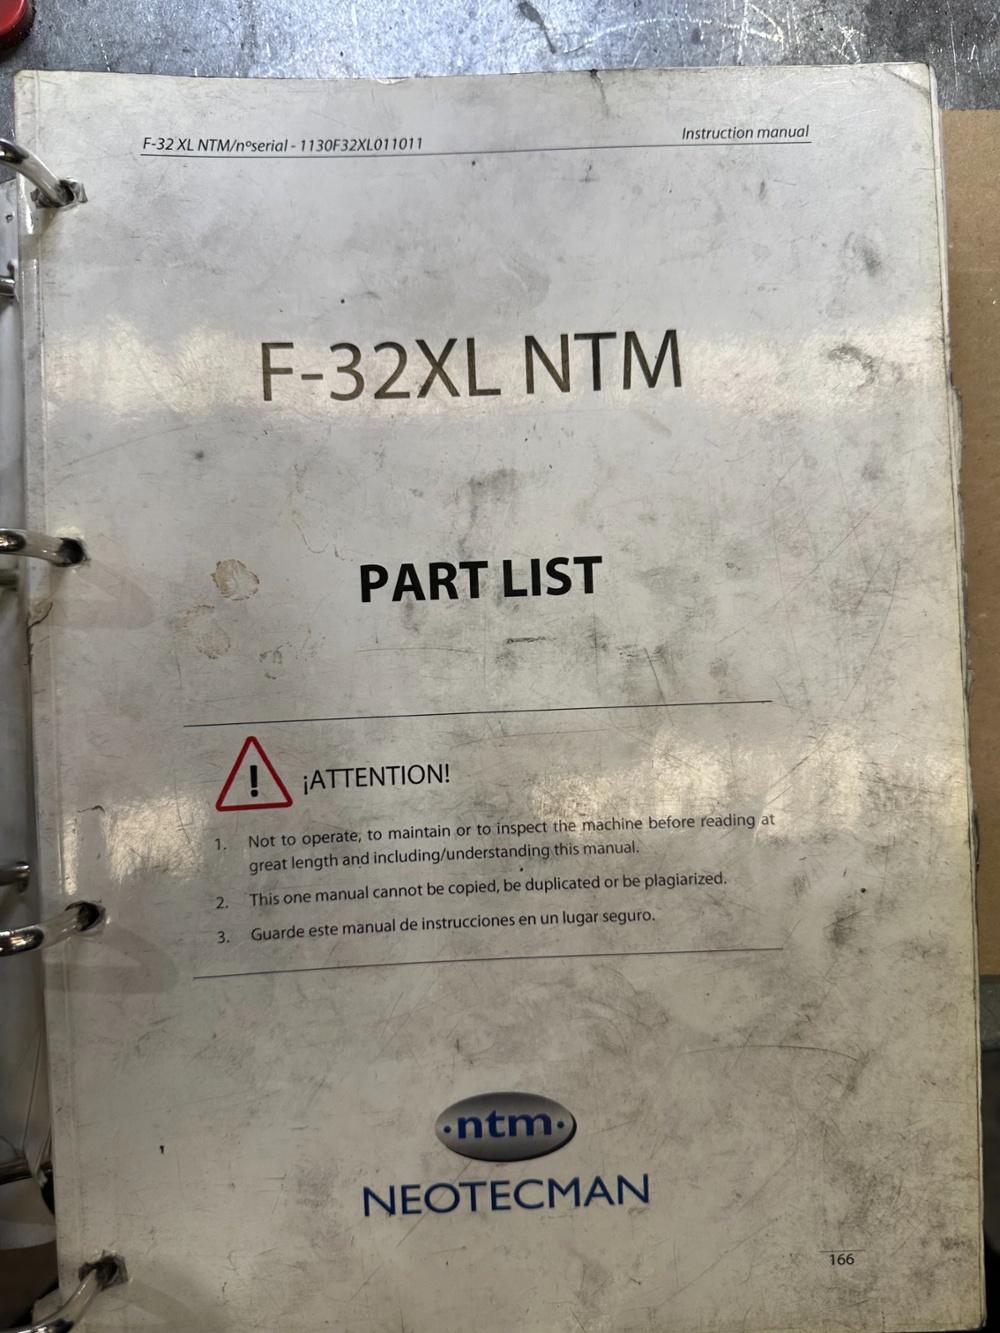 F-32 XL NTM/nºserial - 1130F32XL011011
Instruction manual
F-32XL NTM
PART LIST
!
¡ATTENTION!
1. Not to operate, to maintain or to inspect the machine before reading at
great length and including/understanding this manual.
2. This one manual cannot be copied, be duplicated or be plagiarized.
3. Guarde este manual de instrucciones en un lugar seguro.
·ntm·
NEOTECMAN
166